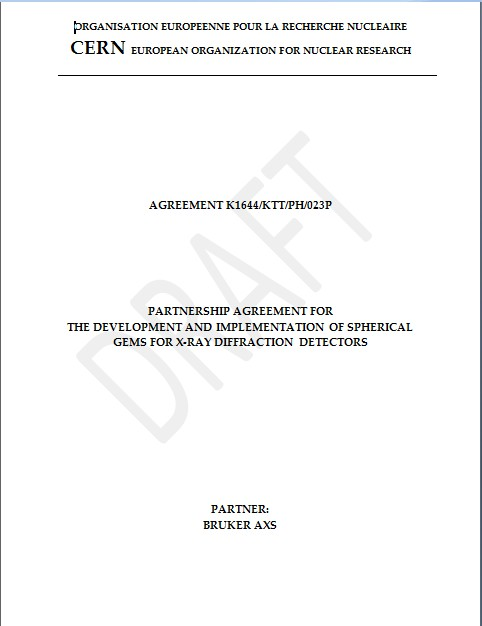 ORGANISATION EUROPEENNE POUR LA RECHERCHE NUCLEAIRE
CERN EUROPEAN ORGANIZATION FOR NUCLEAR RESEARCH
AGREEMENT K1644/KTT/PH/023P
DRAFT
PARTNERSHIP AGREEMENT FOR
THE DEVELOPMENT AND IMPLEMENTATION OF SPHERICAL
GEMS FOR X-RAY DIFFRACTION DETECTORS
PARTNER:
BRUKER AXS